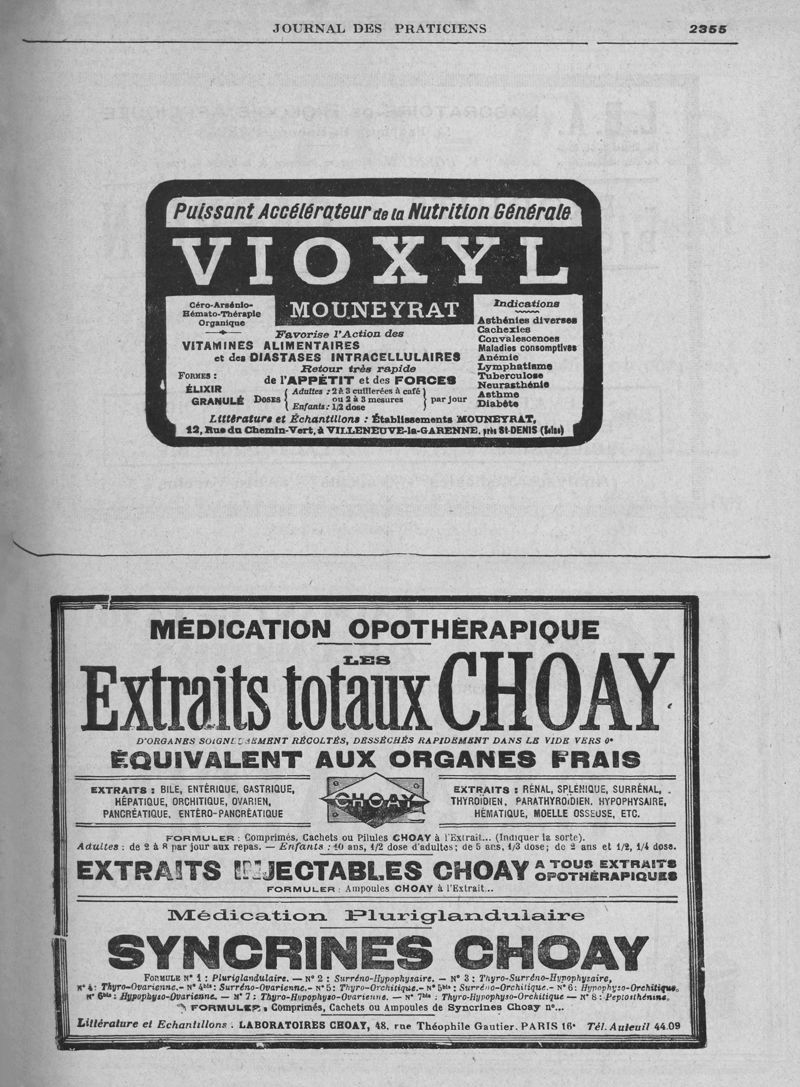 JOURNAL DES PRATICIENS
2355
Puissant Accélérateur de la Nutrition Générale
VIOXYL
MOUNEYRAT
Céro-Arsénio-
Hémato-Thérapie
Organique
Indications
Asthénies diverses
Cachexies
Convalescences
Maladies consomptives
Anémie
Lymphatisme
Tuberculose
Neurasthénie
Asthme
Diabète
Favorise l'Action des
VITAMINES ALIMENTAIRES
et des DIASTASES INTRACELLULAIRES
Retour très rapide
de l'APPÉTIT et des FORCES
FORMES :
ÉLIXIR
GRANULÉ
DOSES
Adultes : 2 à 3 cuillerées à café
ou 2 à 3 mesures
Enfants : 1/2 dose
par jour
Littérature et Échantillons : Établissements MOUNEYRAT,
12, Rue du Chemin-Vert, à VILLENEUVE-la-GARENNE, près St-DENIS (Seine)
MÉDICATION OPOTHÉRAPIQUE
LES
Extraits totaux CHOAY
D'ORGANES SOIGNEUSEMENT RÉCOLTÉS, DESSÉCHÉS RAPIDEMENT DANS LE VIDE VERS 0°
ÉQUIVALENT AUX ORGANES FRAIS
EXTRAITS : BILE, ENTÉRIQUE, GASTRIQUE,
HÉPATIQUE, ORCHITIQUE, OVARIEN,
PANCRÉATIQUE, ENTÉRO-PANCRÉATIQUE
CHOAY
EXTRAITS : RÉNAL, SPLÉNIQUE, SURRÉNAL,
THYROIDIEN, PARATHYROIDIEN, HYPOPHYSAIRE,
HÉMATIQUE, MOELLE OSSEUSE, ETC.
FORMULER : Comprimés, Cachets ou Pilules CHOAY à l'Extrait... (Indiquer la sorte).
Adultes : de 2 à 8 par jour aux repas. — Enfants : 10 ans, 1/2 dose d'adultes; de 5 ans, 1/3 dose; de 2 ans et 1/2, 1/4 dose.
EXTRAITS INJECTABLES CHOAY A TOUS EXTRAITS
OPOTHÉRAPIQUES
FORMULER : Ampoules CHOAY à l'Extrait...
Médication Pluriglandulaire
SYNCRINES CHOAY
FORMULE N° 1 : Pluriglandulaire. — N° 2 : Surréno-Hypophysaire. — N° 3 : Thyro-Surréno-Hypophysaire,
N° 4 : Thyro-Ovarienne. - N° 4bis : Surréno-Ovarienne. - N° 5 : Thyro-Orchitique. - N° 5bis : Surréno-Orchitique. - N° 6 : Hypophyso-Orchitique,
N° 6bis : Hypophyso-Ovarienne. — N° 7 : Thyro-Hypophyso-Ovarienne. — N° 7bis : Thyro-Hypophyso-Orchitique — N° 8 : Peptosthénine.
FORMULER : Comprimés, Cachets ou Ampoules de Syncrines Choay n°...
Littérature et Echantillons : LABORATOIRES CHOAY, 48, rue Théophile Gautier. PARIS 16e Tél. Auteuil 44.09